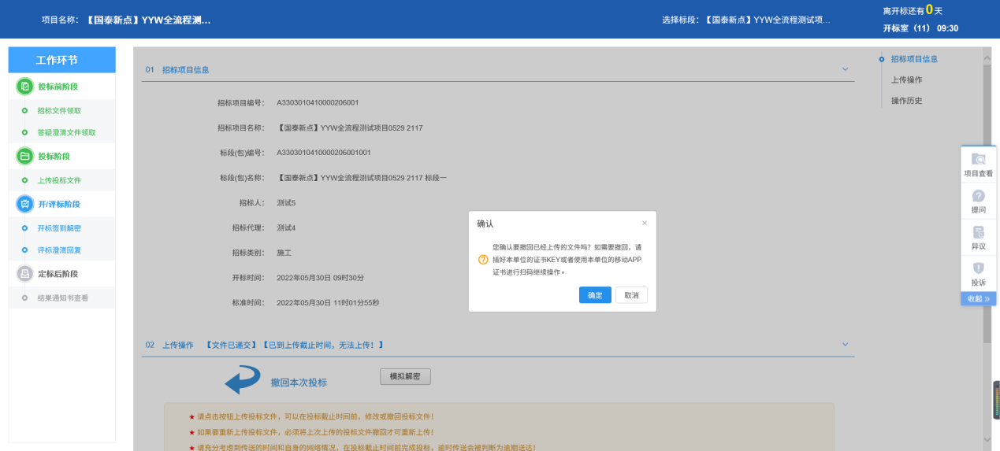 项目名称：【国泰新点】YYW全流程测...
选择标段：【国泰新点】YYW全流程测试项...
离开标还有0天
开标室（11） 09:30
工作环节
投标前阶段
招标文件领取
答疑澄清文件领取
投标阶段
上传投标文件
开/评标阶段
开标签到解密
评标澄清回复
定标后阶段
结果通知书查看
01 招标项目信息
招标项目编号： A3303010410000206001
招标项目名称： 【国泰新点】YYW全流程测试项目0529 2117
标段(包)编号： A3303010410000206001001
标段(包)名称： 【国泰新点】YYW全流程测试项目0529 2117 标段一
招标人： 测试5
招标代理： 测试4
招标类别： 施工
开标时间： 2022年05月30日 09时30分
标准时间： 2022年05月30日 11时01分55秒
确认 ×
您确认要撤回已经上传的文件吗？如需要撤回，请
插好本单位的证书KEY或者使用本单位的移动APP
证书进行扫码继续操作。
确定 取消
02 上传操作 【文件已递交】【已到上传截止时间，无法上传！】
撤回本次投标 模拟解密
★ 请点击按钮上传投标文件，可以在投标截止时间前，修改或撤回投标文件！
★ 如果要重新上传投标文件，必须将上次上传的投标文件撤回才可重新上传！
★ 请充分考虑到传送的时间和自身的网络情况，在投标截止时间前完成投标，逾时传送会被判断为逾期送达！
招标项目信息
上传操作
操作历史
项目查看
提问
异议
投诉
收起 »